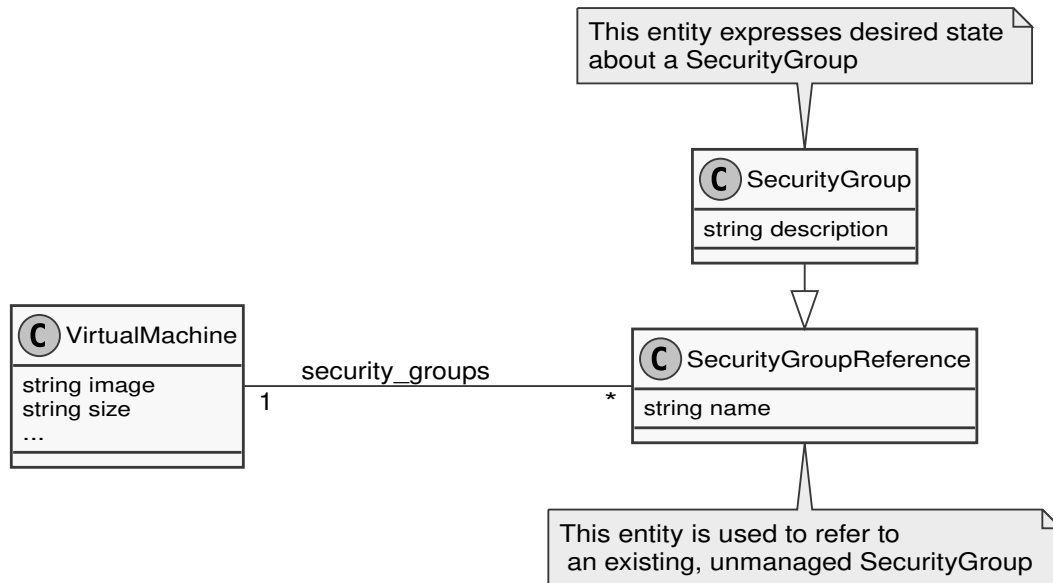 This entity expresses desired state
about a SecurityGroup
C SecurityGroup
string description
C VirtualMachine
string image
string size
...
security_groups
1
*
C SecurityGroupReference
string name
This entity is used to refer to
an existing, unmanaged SecurityGroup